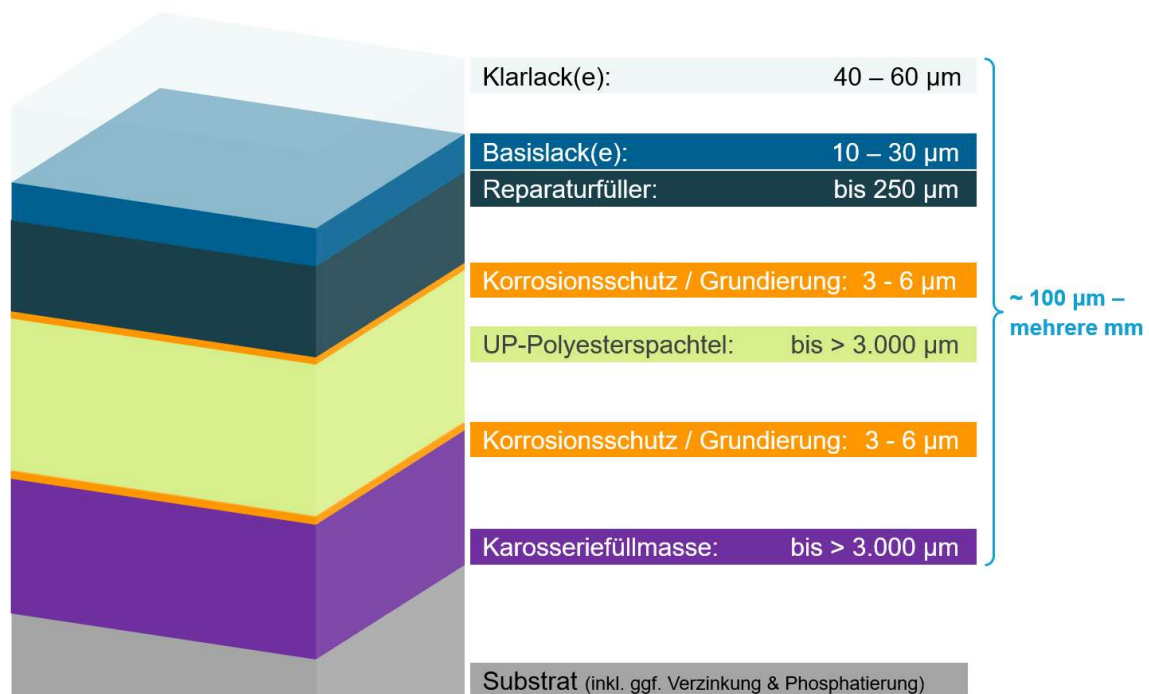 Klarlack(e): 40 – 60 µm
Basislack(e): 10 – 30 µm
Reparaturfüller: bis 250 µm
Korrosionsschutz / Grundierung: 3 - 6 µm
~ 100 µm –
mehrere mm
UP-Polyesterspachtel: bis > 3.000 µm
Korrosionsschutz / Grundierung: 3 - 6 µm
Karosseriefüllmasse: bis > 3.000 µm
Substrat (inkl. ggf. Verzinkung & Phosphatierung)